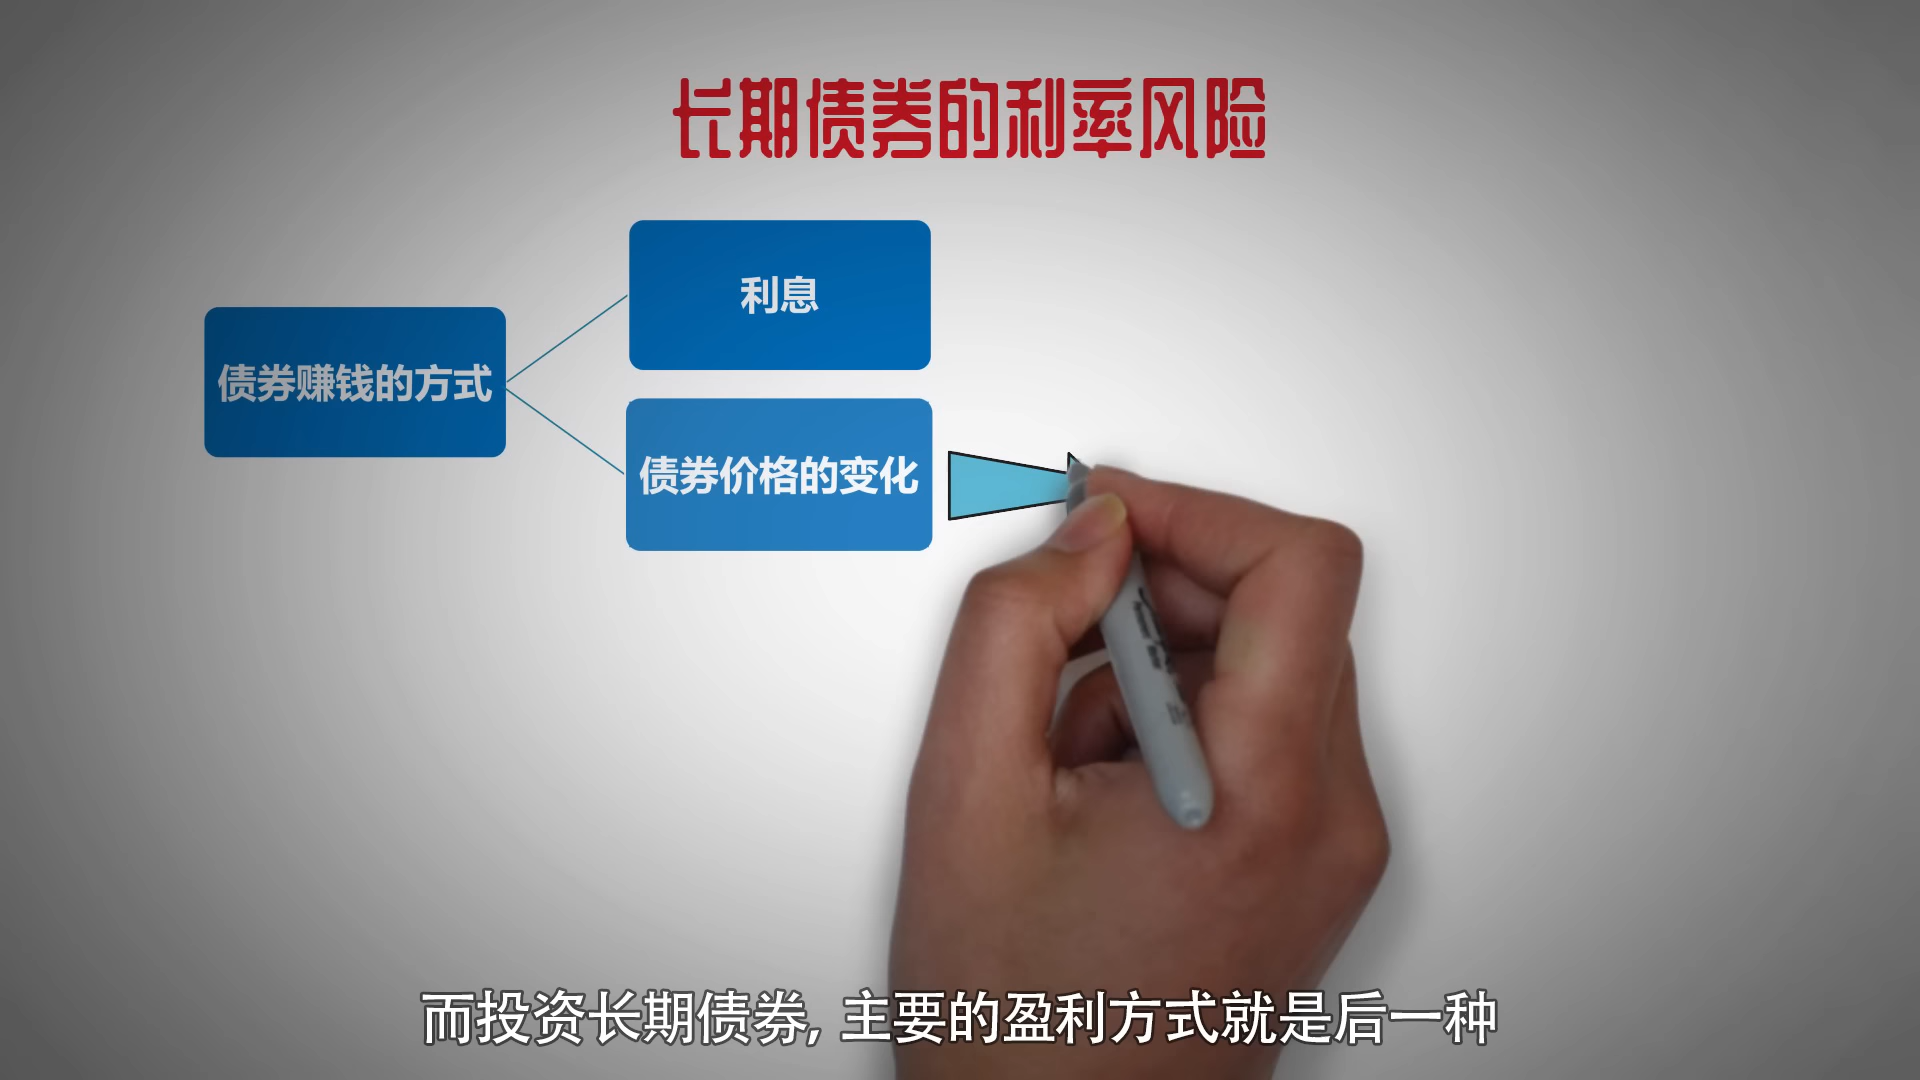 长期债券的利率风险
利息
债券赚钱的方式
债券价格的变化
而投资长期债券, 主要的盈利方式就是后一种